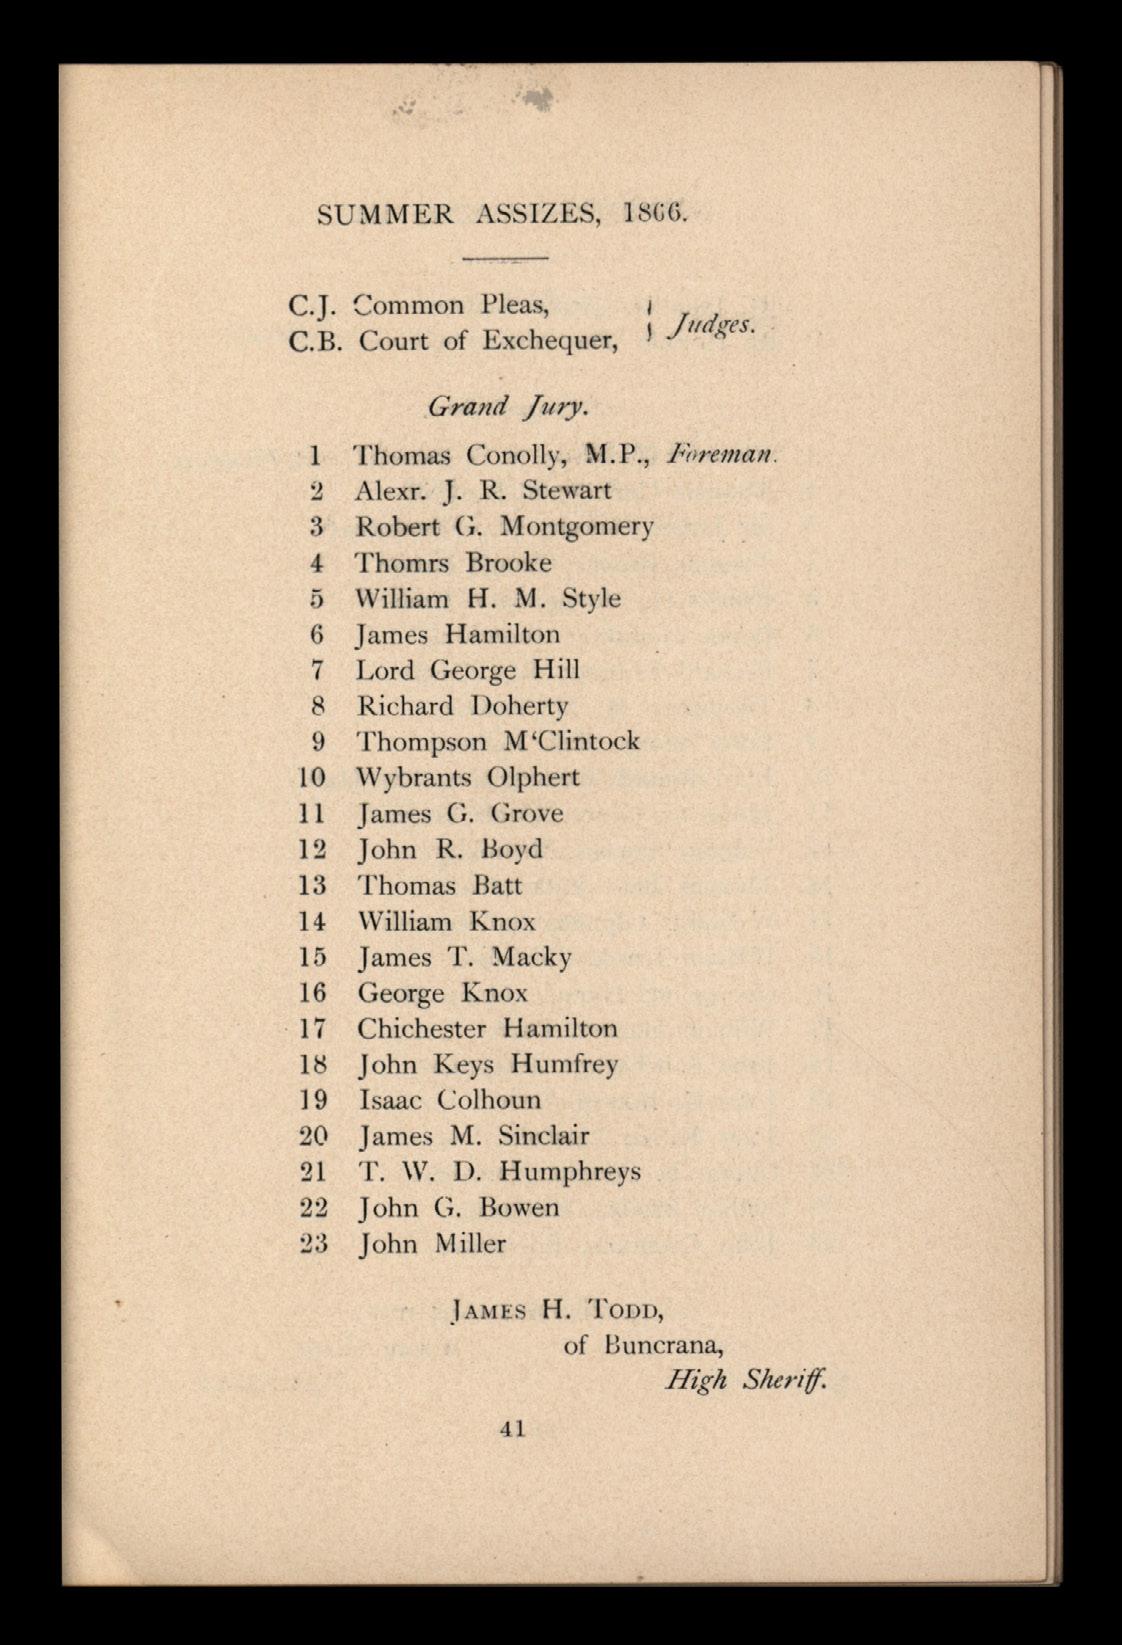 SUMMER ASSIZES, 1866.
C.J. Common Pleas,
C.B. Court of Exchequer, } Judges.
Grand Jury.
1 Thomas Conolly, M.P., Foreman.
2 Alexr. J. R. Stewart
3 Robert G. Montgomery
4 Thomrs Brooke
5 William H. M. Style
6 James Hamilton
7 Lord George Hill
8 Richard Doherty
9 Thompson M‘Clintock
10 Wybrants Olphert
11 James G. Grove
12 John R. Boyd
13 Thomas Batt
14 William Knox
15 James T. Macky
16 George Knox
17 Chichester Hamilton
18 John Keys Humfrey
19 Isaac Colhoun
20 James M. Sinclair
21 T. W. D. Humphreys
22 John G. Bowen
23 John Miller
James H. Todd,
of Buncrana,
High Sheriff.
41